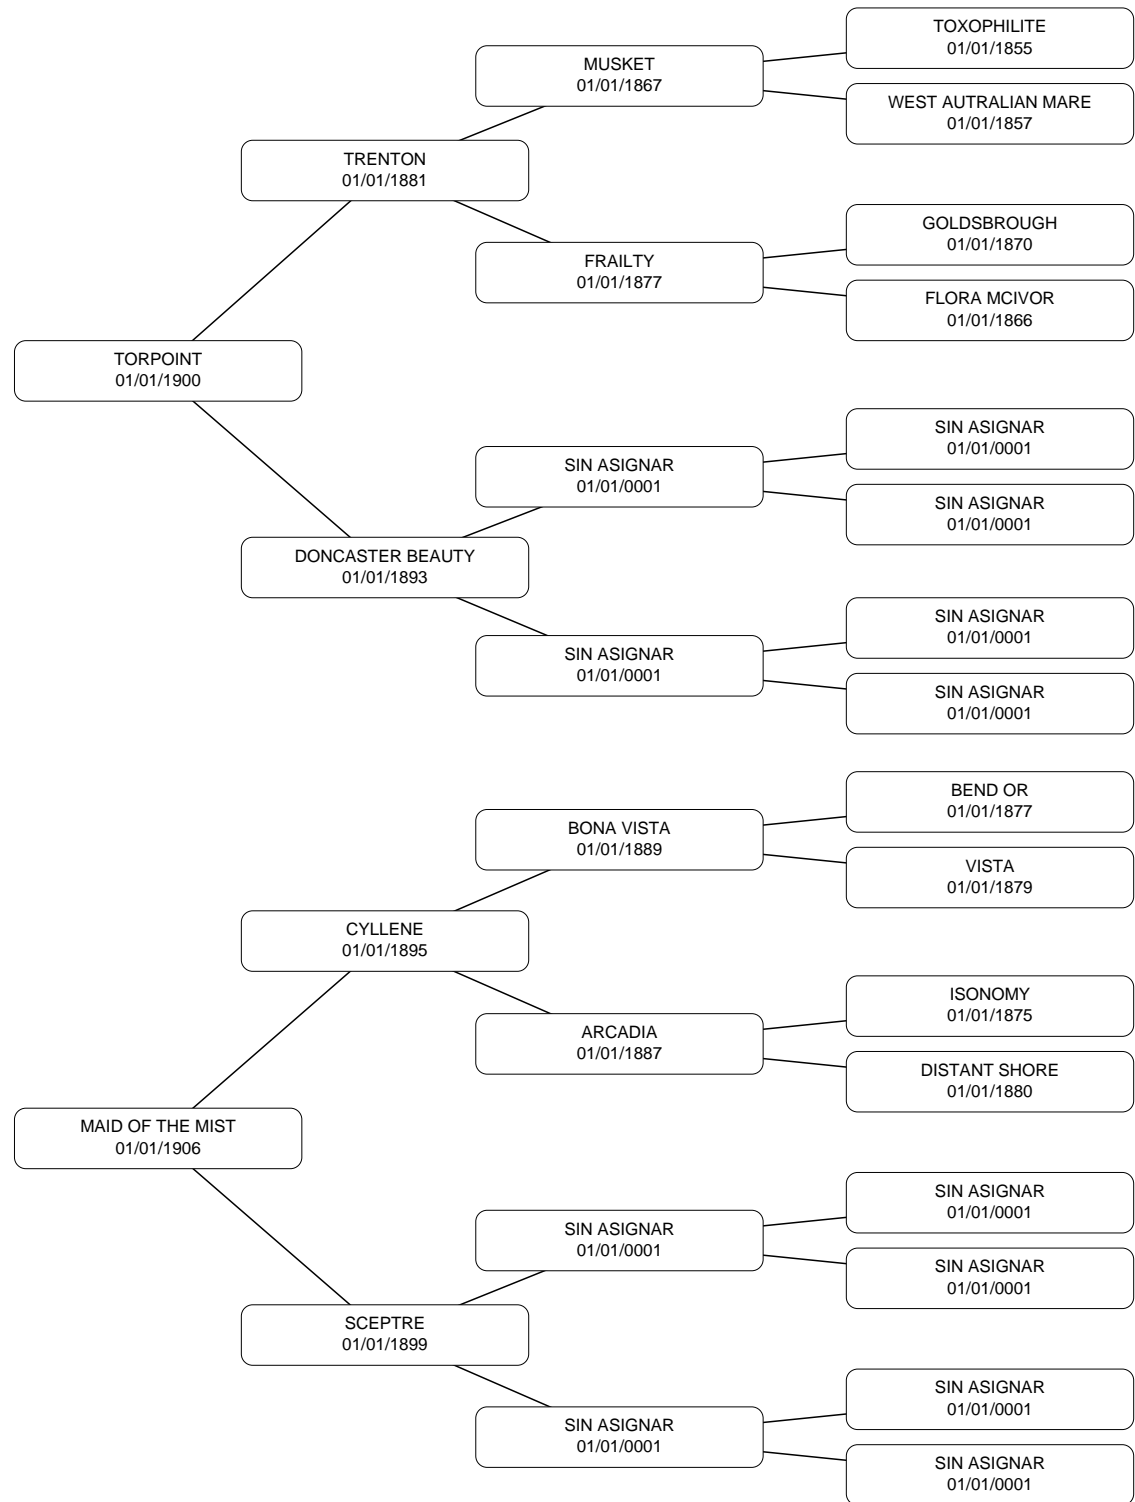 TOXOPHILITE
01/01/1855
MUSKET
01/01/1867
WEST AUTRALIAN MARE
01/01/1857
TRENTON
01/01/1881
GOLDSBROUGH
01/01/1870
FRAILTY
01/01/1877
FLORA MCIVOR
01/01/1866
TORPOINT
01/01/1900
SIN ASIGNAR
01/01/0001
SIN ASIGNAR
01/01/0001
SIN ASIGNAR
01/01/0001
DONCASTER BEAUTY
01/01/1893
SIN ASIGNAR
01/01/0001
SIN ASIGNAR
01/01/0001
SIN ASIGNAR
01/01/0001
BEND OR
01/01/1877
BONA VISTA
01/01/1889
VISTA
01/01/1879
CYLLENE
01/01/1895
ISONOMY
01/01/1875
ARCADIA
01/01/1887
DISTANT SHORE
01/01/1880
MAID OF THE MIST
01/01/1906
SIN ASIGNAR
01/01/0001
SIN ASIGNAR
01/01/0001
SIN ASIGNAR
01/01/0001
SCEPTRE
01/01/1899
SIN ASIGNAR
01/01/0001
SIN ASIGNAR
01/01/0001
SIN ASIGNAR
01/01/0001